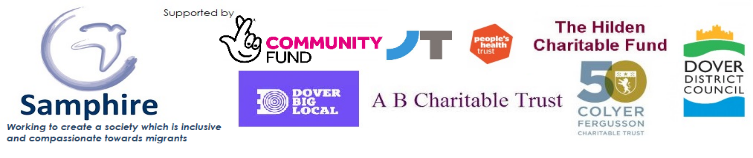 Supported by
Samphire
Working to create a society which is inclusive
and compassionate towards migrants
COMMUNITY
FUND
JT
people's
health
trust
The Hilden
Charitable Fund
DOVER
DISTRICT
COUNCIL
DOVER
BIG
LOCAL
A B Charitable Trust
50
COLYER
FERGUSSON
CHARITABLE TRUST